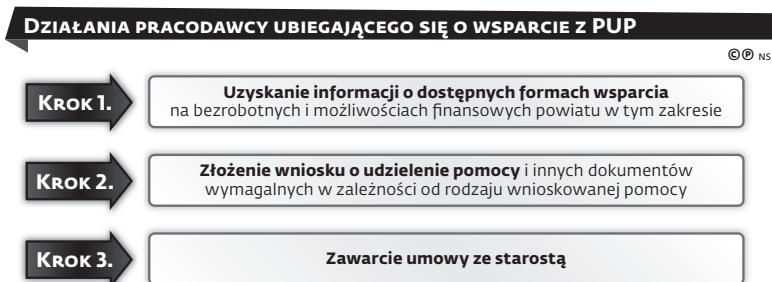 DZIAŁANIA PRACODAWCY UBIEGAJĄCEGO SIĘ O WSPARCIE Z PUP
©℗ NS
KROK 1.
Uzyskanie informacji o dostępnych formach wsparcia
na bezrobotnych i możliwościach finansowych powiatu w tym zakresie
KROK 2.
Złożenie wniosku o udzielenie pomocy i innych dokumentów
wymagalnych w zależności od rodzaju wnioskowanej pomocy
KROK 3.
Zawarcie umowy ze starostą